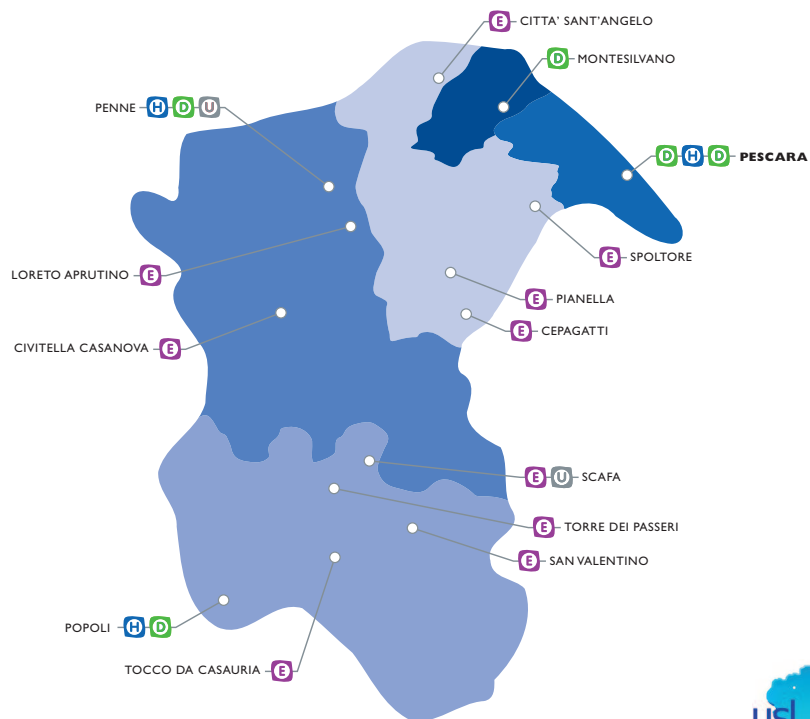 E CITTA' SANT'ANGELO
D MONTESILVANO
PENNE H D U
D H D PESCARA
E SPOLTORE
LORETO APRUTINO E
E PIANELLA
E CEPAGATTI
CIVITELLA CASANOVA E
E U SCAFA
E TORRE DEI PASSERI
E SAN VALENTINO
POPOLI H D
TOCCO DA CASAURIA E
usl